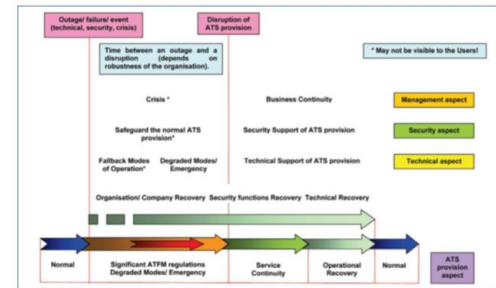 Outage/ failure/ event
(technical, security, crisis)
Disruption of
ATS provision
Time between an outage and a
disruption (depends on
robustness of the organisation).
* May not be visible to the Users!
Crisis *
Business Continuity
Management aspect
Safeguard the normal ATS
provision*
Security Support of ATS provision
Security aspect
Fallback Modes
of Operation*
Degraded Modes/
Emergency
Technical Support of ATS provision
Technical aspect
Organisation/ Company Recovery Security functions Recovery Technical Recovery
Normal
Significant ATFM regulations
Degraded Modes/ Emergency
Service
Continuity
Operational
Recovery
Normal
ATS
provision
aspect